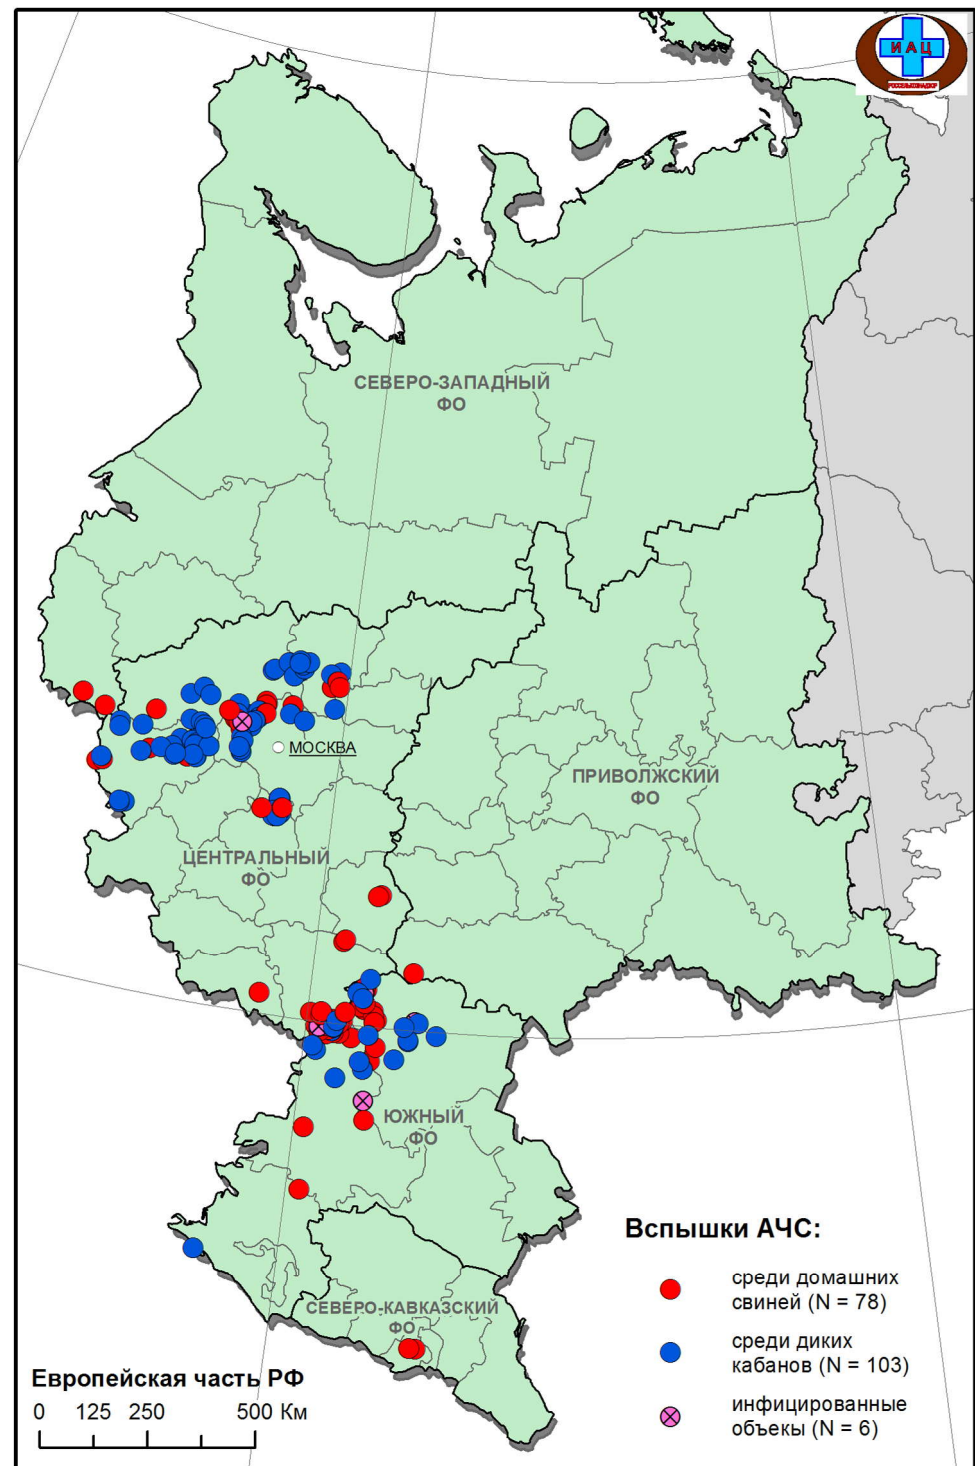 И А Ц
РОССЕЛЬХОЗНАДЗОР
СЕВЕРО-ЗАПАДНЫЙ
ФО
МОСКВА
ПРИВОЛЖСКИЙ
ФО
ЦЕНТРАЛЬНЫЙ
ФО
ЮЖНЫЙ
ФО
СЕВЕРО-КАВКАЗСКИЙ
ФО
Вспышки АЧС:
среди домашних
свиней (N = 78)
среди диких
кабанов (N = 103)
инфицированные
объекы (N = 6)
Европейская часть РФ
0 125 250 500 Км